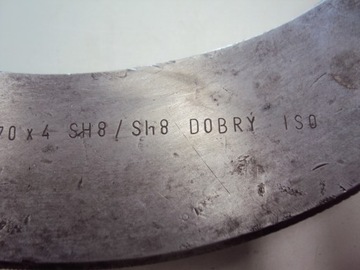 70 x 4 SH8/Sh8 DOBRÝ ISO